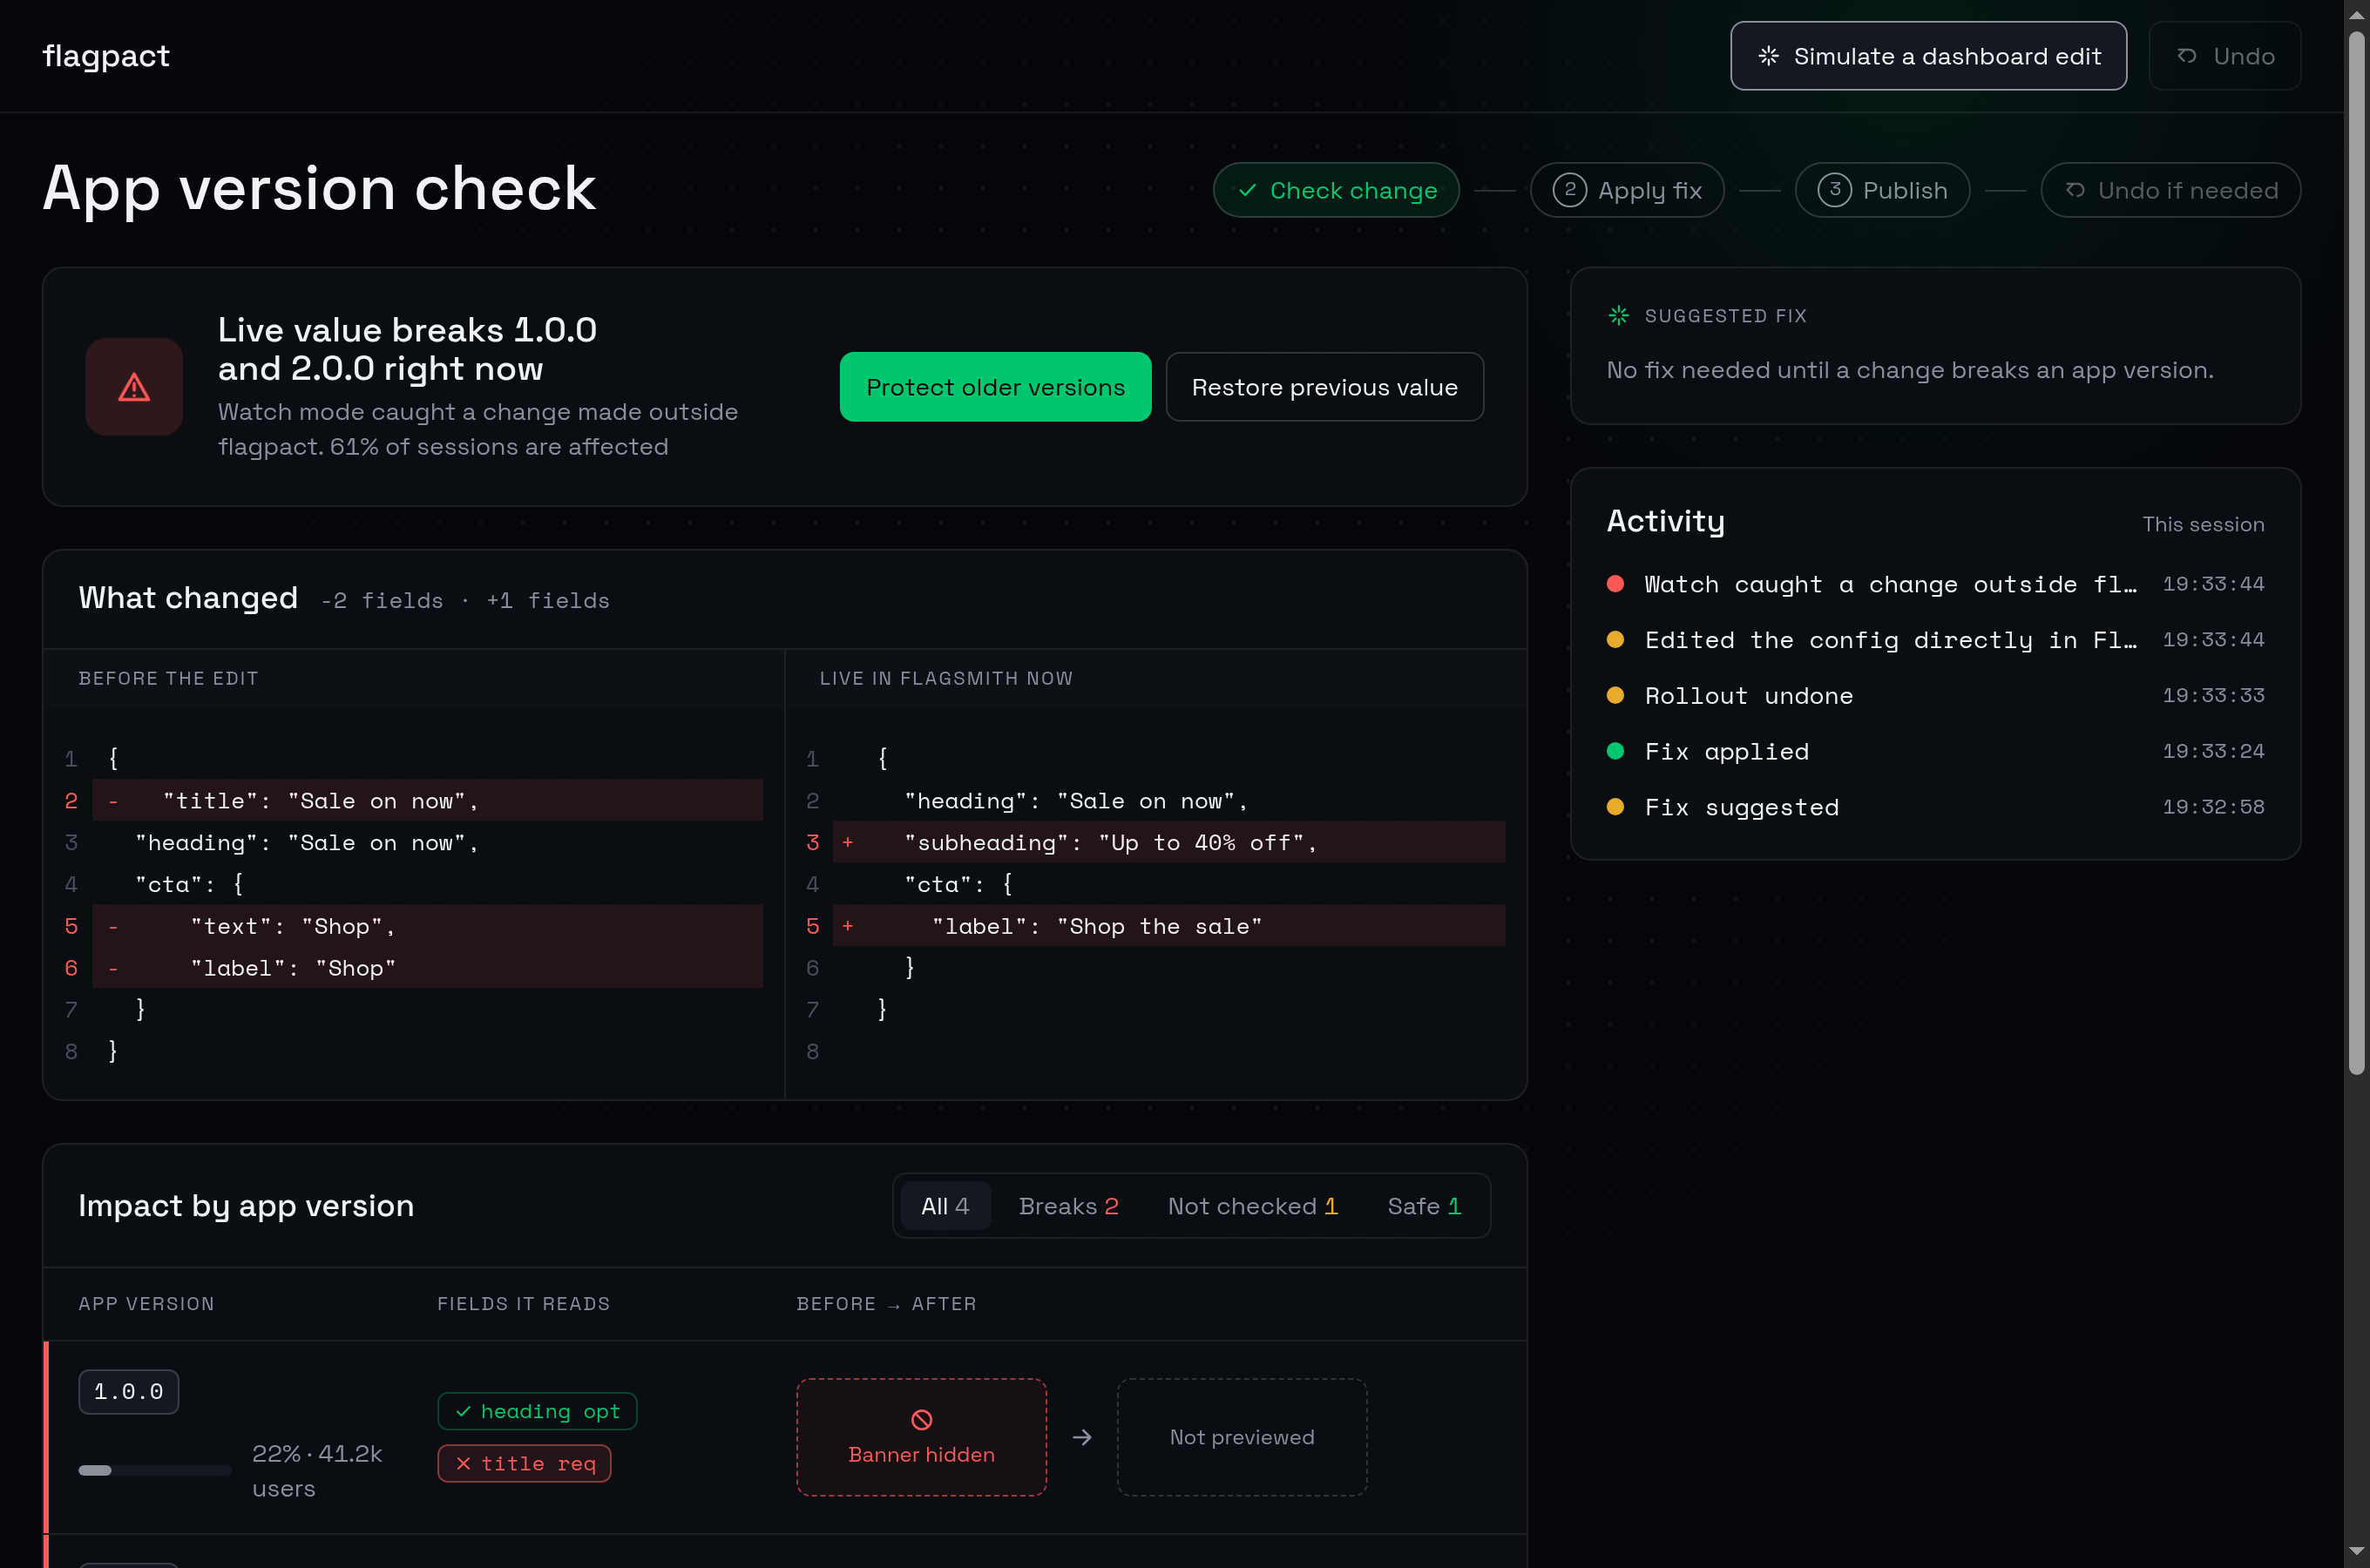 flagpact
Simulate a dashboard edit
Undo
App version check
Check change
2 Apply fix
3 Publish
Undo if needed
Live value breaks 1.0.0
and 2.0.0 right now
Watch mode caught a change made outside
flagpact. 61% of sessions are affected
Protect older versions
Restore previous value
SUGGESTED FIX
No fix needed until a change breaks an app version.
Activity
This session
Watch caught a change outside fl… 19:33:44
Edited the config directly in Fl… 19:33:44
Rollout undone 19:33:33
Fix applied 19:33:24
Fix suggested 19:32:58
What changed -2 fields · +1 fields
BEFORE THE EDIT
1 {
2 - "title": "Sale on now",
3 "heading": "Sale on now",
4 "cta": {
5 - "text": "Shop",
6 - "label": "Shop"
7 }
8 }
LIVE IN FLAGSMITH NOW
1 {
2 "heading": "Sale on now",
3 + "subheading": "Up to 40% off",
4 "cta": {
5 + "label": "Shop the sale"
6 }
7 }
8
Impact by app version
All 4
Breaks 2
Not checked 1
Safe 1
APP VERSION
FIELDS IT READS
BEFORE → AFTER
1.0.0
22% · 41.2k
users
heading opt
title req
Banner hidden
→
Not previewed